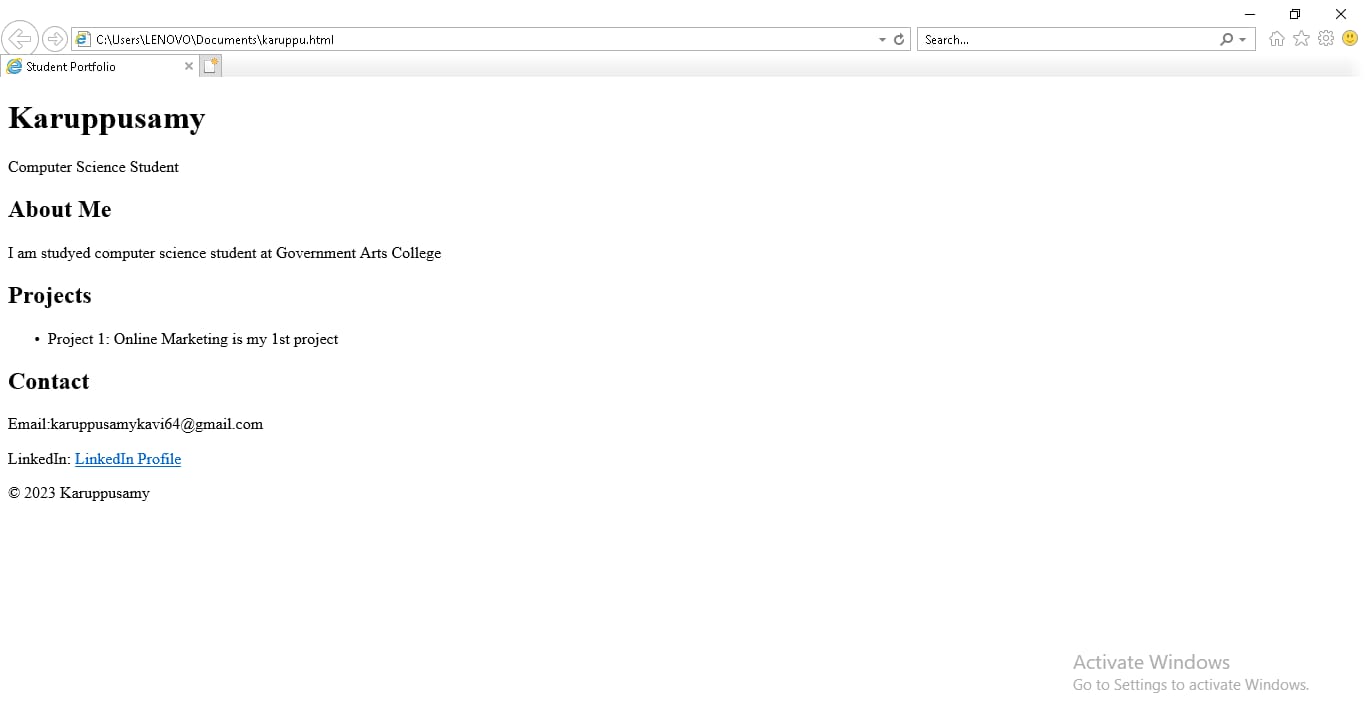 C:\Users\LENOVO\Documents\karuppu.html
Search...
Student Portfolio
Karuppusamy
Computer Science Student
About Me
I am studyed computer science student at Government Arts College
Projects
• Project 1: Online Marketing is my 1st project
Contact
Email:karuppusamykavi64@gmail.com
LinkedIn: LinkedIn Profile
© 2023 Karuppusamy
Activate Windows
Go to Settings to activate Windows.